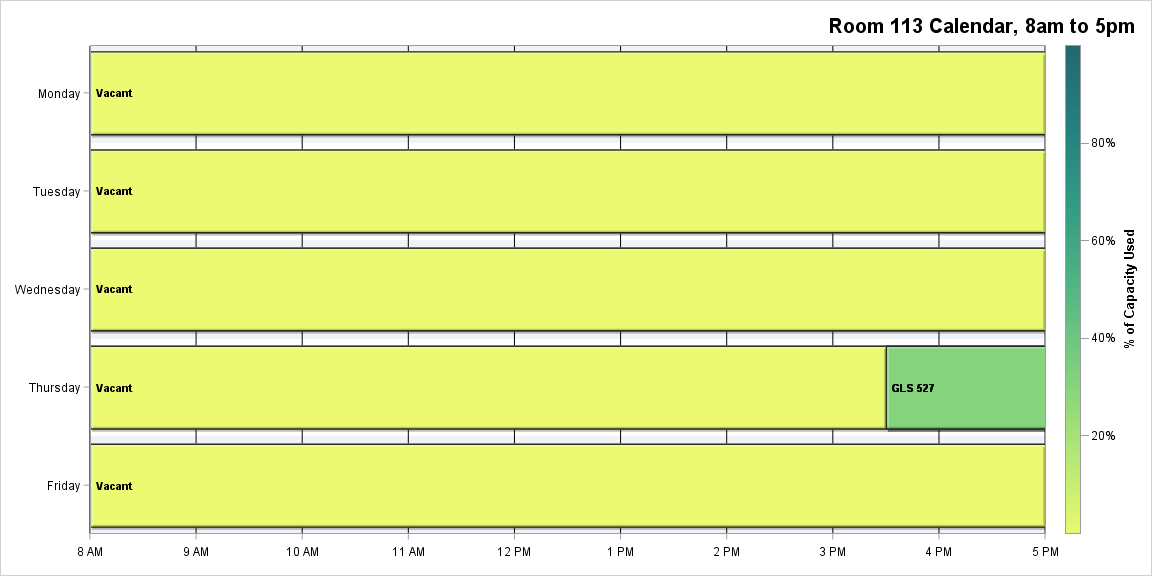 Room 113 Calendar, 8am to 5pm
Monday
Vacant
Tuesday
Vacant
Wednesday
Vacant
Thursday
Vacant
GLS 527
Friday
Vacant
8 AM 9 AM 10 AM 11 AM 12 PM 1 PM 2 PM 3 PM 4 PM 5 PM
80%
60%
40%
20%
% of Capacity Used